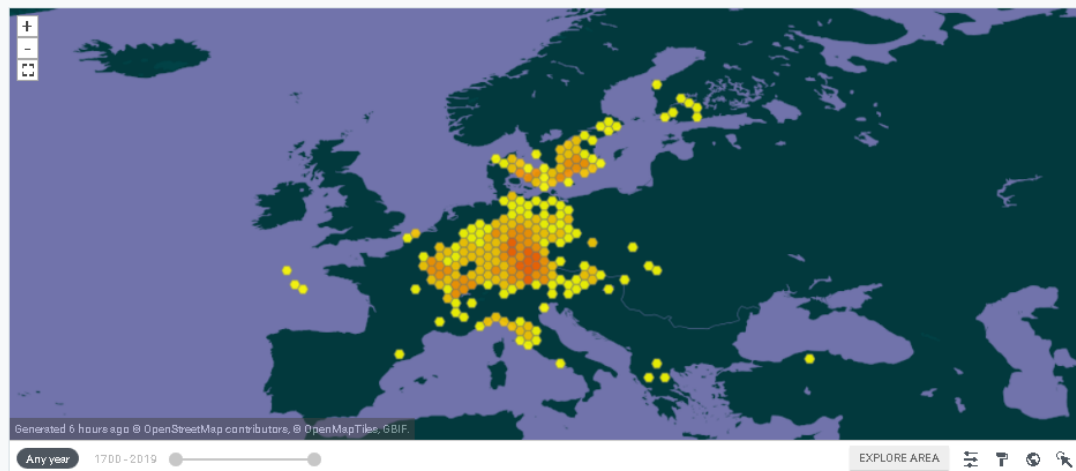 +
-
Generated 6 hours ago © OpenStreetMap contributors, © OpenMapTiles, GBIF.
Any year 1700 - 2019 EXPLORE AREA